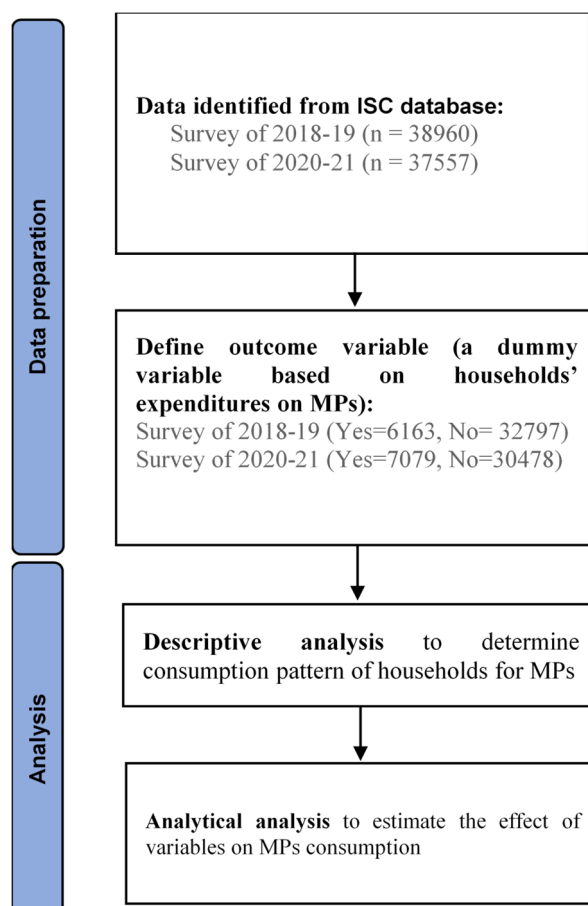 Data preparation
Data identified from ISC database:
Survey of 2018-19 (n = 38960)
Survey of 2020-21 (n = 37557)
Define outcome variable (a dummy
variable based on households’
expenditures on MPs):
Survey of 2018-19 (Yes=6163, No= 32797)
Survey of 2020-21 (Yes=7079, No=30478)
Analysis
Descriptive analysis to determine
consumption pattern of households for MPs
Analytical analysis to estimate the effect of
variables on MPs consumption